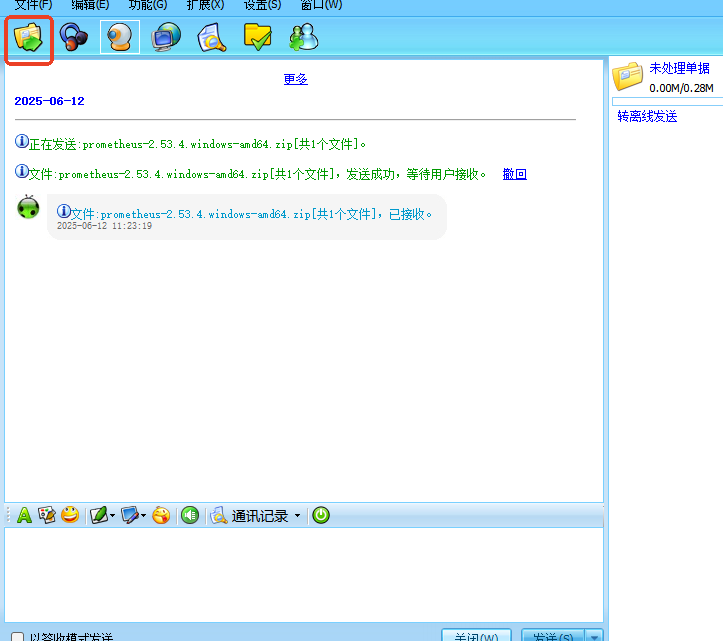 文件(F) 编辑(E) 功能(G) 扩展(X) 设置(S) 窗口(W)
更多
2025-06-12
正在发送:prometheus-2.53.4.windows-amd64.zip[共1个文件]。
文件:prometheus-2.53.4.windows-amd64.zip[共1个文件],发送成功，等待用户接收。 撤回
文件:prometheus-2.53.4.windows-amd64.zip[共1个文件]，已接收。
2025-06-12 11:23:19
未处理单据
0.00M/0.28M
转离线发送
通讯记录
以签收模式发送 关闭(W) 发送(S)